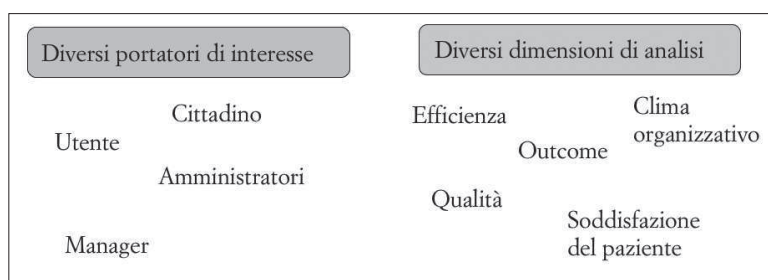 Diversi portatori di interesse
Cittadino
Utente
Amministratori
Manager
Diversi dimensioni di analisi
Efficienza
Clima
organizzativo
Outcome
Qualità
Soddisfazione
del paziente